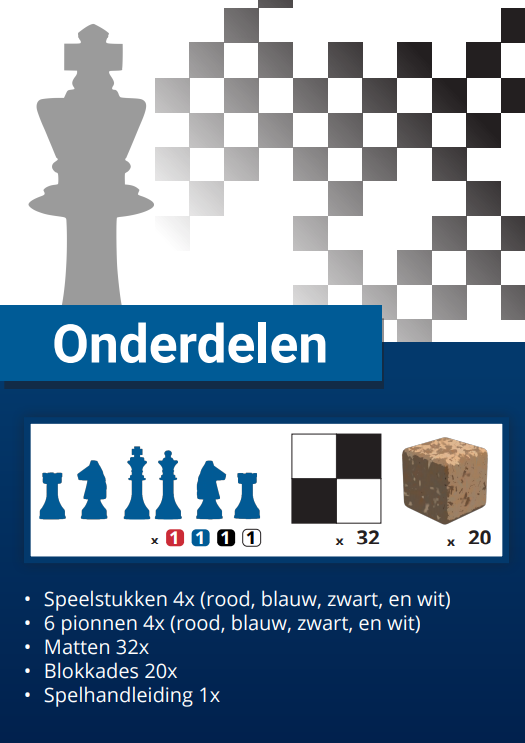 Onderdelen
x 1 1 1 1
x 32
x 20
• Speelstukken 4x (rood, blauw, zwart, en wit)
• 6 pionnen 4x (rood, blauw, zwart, en wit)
• Matten 32x
• Blokkades 20x
• Spelhandleiding 1x